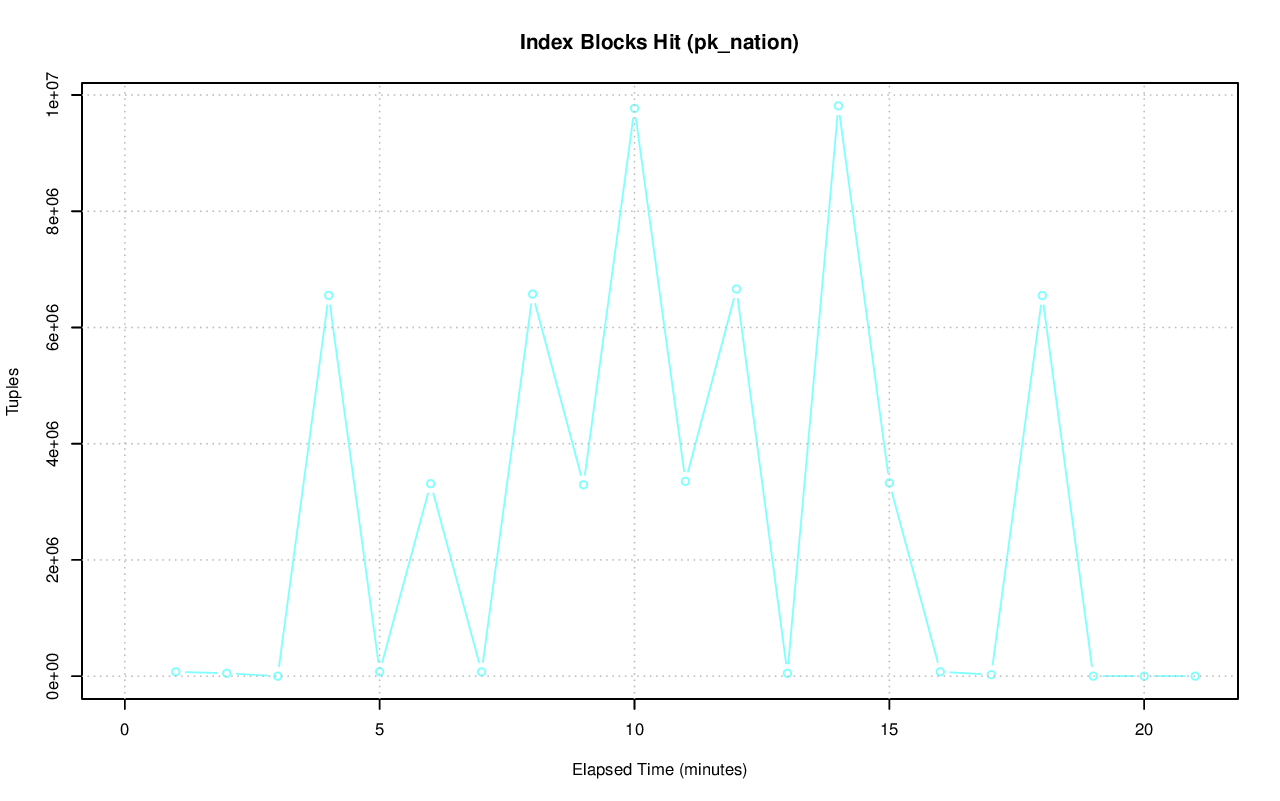 Index Blocks Hit (pk_nation)
Tuples
1e+07
8e+06
6e+06
4e+06
2e+06
0e+00
0 5 10 15 20
Elapsed Time (minutes)